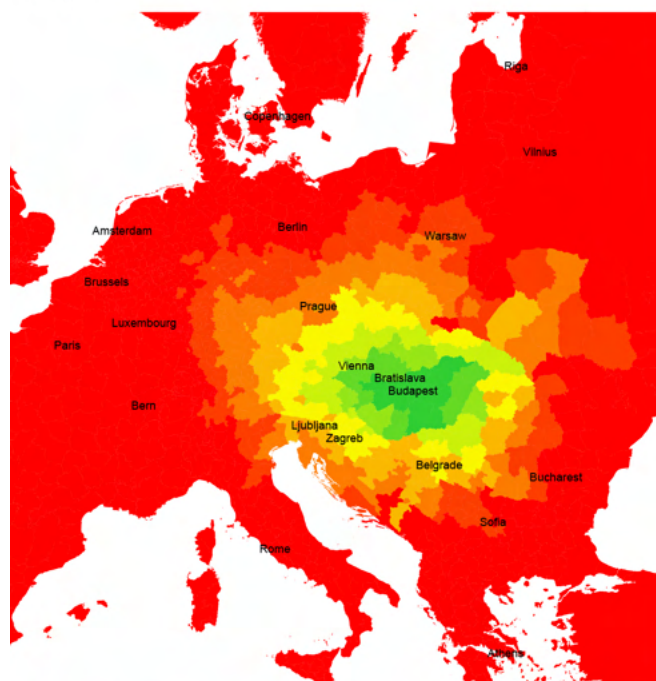 Riga
Copenhagen
Vilnius
Amsterdam
Berlin
Warsaw
Brussels
Prague
Luxembourg
Paris
Vienna
Bratislava
Budapest
Bern
Ljubljana
Zagreb
Belgrade
Bucharest
Sofia
Rome
Athens